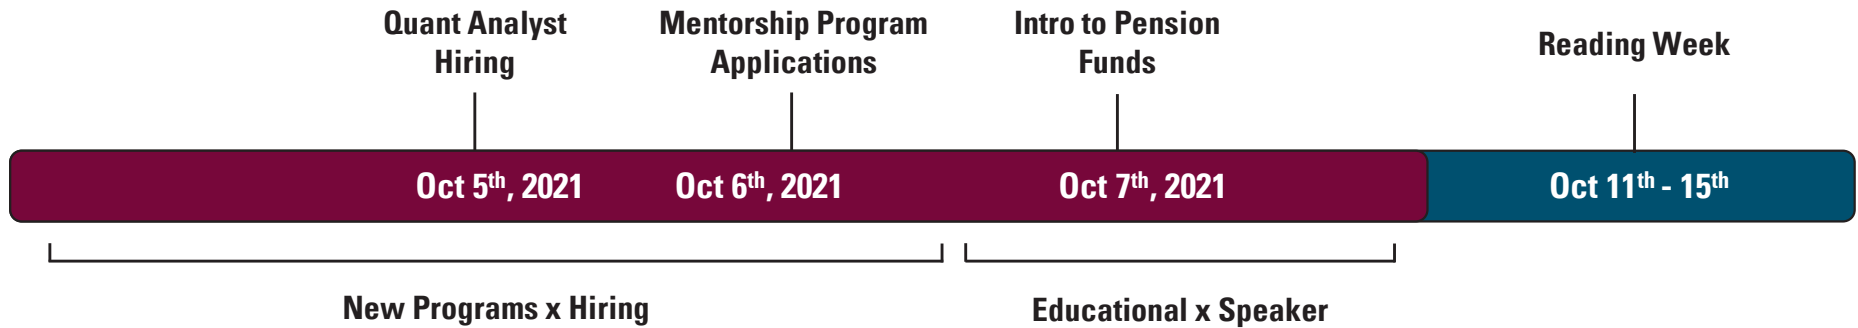 Quant Analyst
Hiring
Mentorship Program
Applications
Intro to Pension
Funds
Reading Week
Oct 5th, 2021
Oct 6th, 2021
Oct 7th, 2021
Oct 11th - 15th
New Programs x Hiring
Educational x Speaker